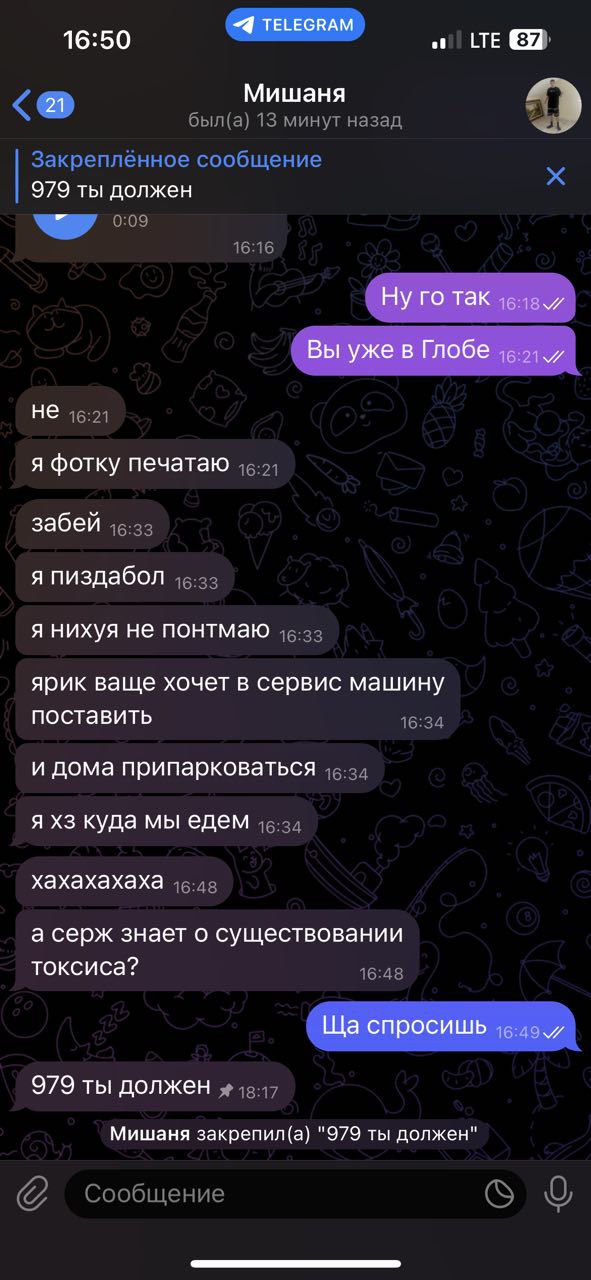 16:50
TELEGRAM
LTE 87
21
Мишаня
был(а) 13 минут назад
Закреплённое сообщение
979 ты должен
0:09
16:16
Ну го так 16:18
Вы уже в Глобе 16:21
не 16:21
я фотку печатаю 16:21
забей 16:33
я пиздабол 16:33
я нихуя не понтмаю 16:33
ярик ваще хочет в сервис машину
поставить 16:34
и дома припарковаться 16:34
я хз куда мы едем 16:34
хахахахаха 16:48
а серж знает о существовании
токсиса? 16:48
Ща спросишь 16:49
979 ты должен 18:17
Мишаня закрепил(а) "979 ты должен"
Сообщение